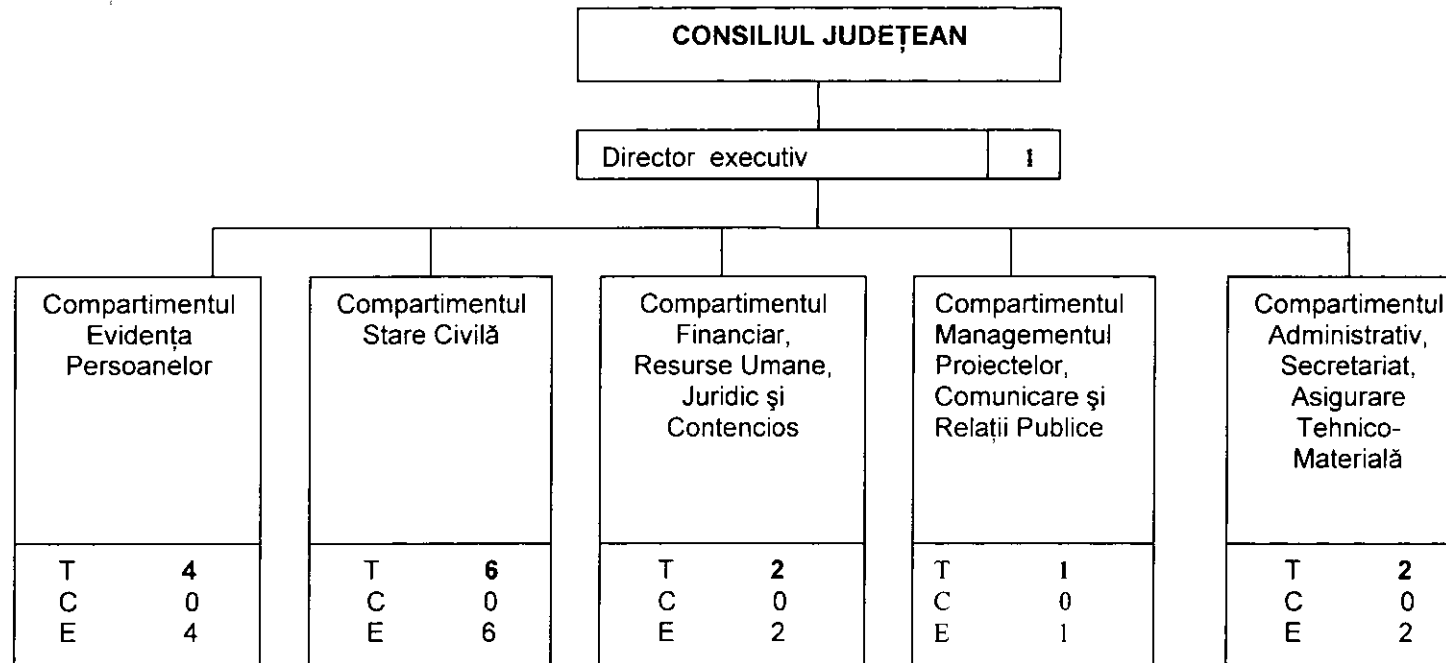 CONSILIUL JUDEȚEAN
Director executiv 1
Compartimentul
Evidența
Persoanelor
T 4
C 0
E 4
Compartimentul
Stare Civilă
T 6
C 0
E 6
Compartimentul
Financiar,
Resurse Umane,
Juridic şi
Contencios
T 2
C 0
E 2
Compartimentul
Managementul
Proiectelor,
Comunicare şi
Relații Publice
T 1
C 0
E 1
Compartimentul
Administrativ,
Secretariat,
Asigurare
Tehnico-
Materială
T 2
C 0
E 2